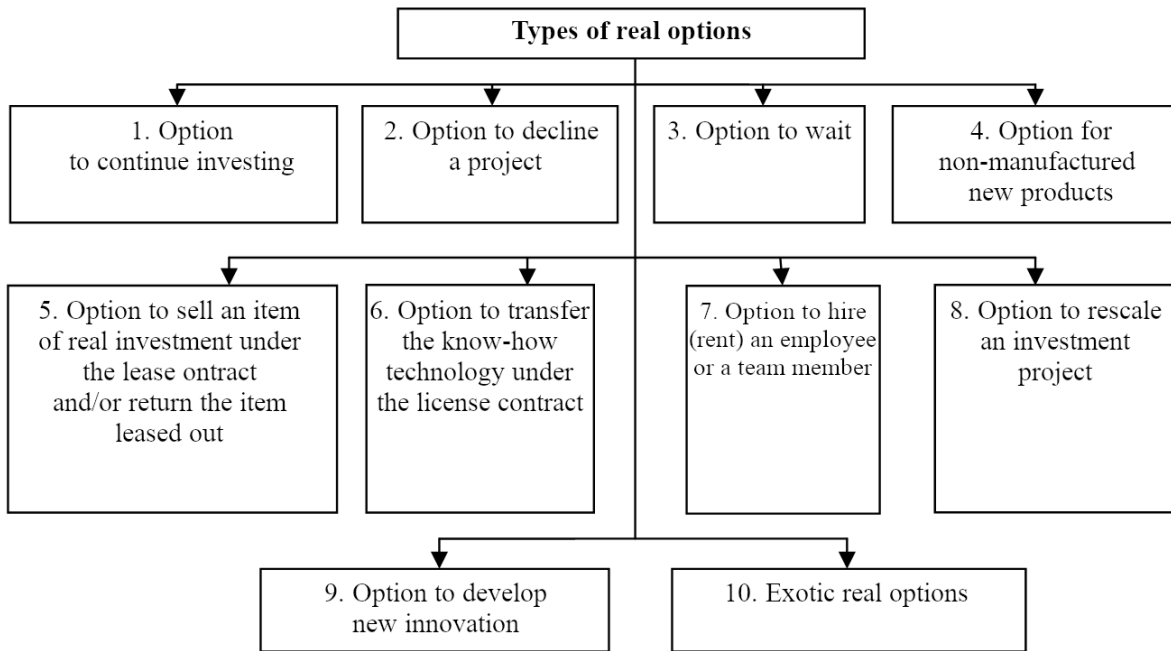 Types of real options
1. Option
to continue investing
2. Option to decline
a project
3. Option to wait
4. Option for
non-manufactured
new products
5. Option to sell an item
of real investment under
the lease ontract
and/or return the item
leased out
6. Option to transfer
the know-how
technology under
the license contract
7. Option to hire
(rent) an employee
or a team member
8. Option to rescale
an investment
project
9. Option to develop
new innovation
10. Exotic real options